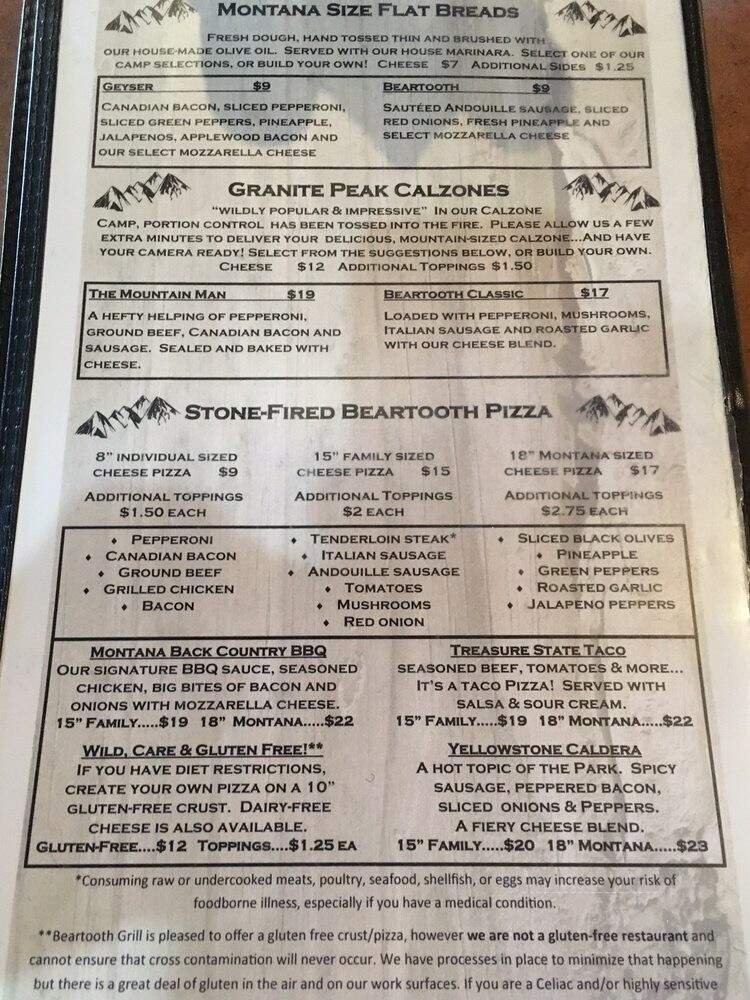 MONTANA SIZE FLAT BREADS
FRESH DOUGH, HAND TOSSED THIN AND BRUSHED WITH
OUR HOUSE-MADE OLIVE OIL. SERVED WITH OUR HOUSE MARINARA. SELECT ONE OF OUR
CAMP SELECTIONS, OR BUILD YOUR OWN! CHEESE $7 ADDITIONAL SIDES $1.25
GEYSER $9
CANADIAN BACON, SLICED PEPPERONI,
SLICED GREEN PEPPERS, PINEAPPLE,
JALAPENOS, APPLEWOOD BACON AND
OUR SELECT MOZZARELLA CHEESE
BEARTOOTH $9
SAUTÉED ANDOUILLE SAUSAGE, SLICED
RED ONIONS, FRESH PINEAPPLE AND
SELECT MOZZARELLA CHEESE
GRANITE PEAK CALZONES
"WILDLY POPULAR & IMPRESSIVE" IN OUR CALZONE
CAMP, PORTION CONTROL HAS BEEN TOSSED INTO THE FIRE. PLEASE ALLOW US A FEW
EXTRA MINUTES TO DELIVER YOUR DELICIOUS, MOUNTAIN-SIZED CALZONE...AND HAVE
YOUR CAMERA READY! SELECT FROM THE SUGGESTIONS BELOW, OR BUILD YOUR OWN.
CHEESE $12 ADDITIONAL TOPPINGS $1.50
THE MOUNTAIN MAN $19
A HEFTY HELPING OF PEPPERONI,
GROUND BEEF, CANADIAN BACON AND
SAUSAGE. SEALED AND BAKED WITH
CHEESE.
BEARTOOTH CLASSIC $17
LOADED WITH PEPPERONI, MUSHROOMS,
ITALIAN SAUSAGE AND ROASTED GARLIC
WITH OUR CHEESE BLEND.
STONE-FIRED BEARTOOTH PIZZA
8" INDIVIDUAL SIZED
CHEESE PIZZA $9
ADDITIONAL TOPPINGS
$1.50 EACH
15" FAMILY SIZED
CHEESE PIZZA $15
ADDITIONAL TOPPINGS
$2 EACH
18" MONTANA SIZED
CHEESE PIZZA $17
ADDITIONAL TOPPINGS
$2.75 EACH
• PEPPERONI
• CANADIAN BACON
• GROUND BEEF
• GRILLED CHICKEN
• BACON
• TENDERLOIN STEAK*
• ITALIAN SAUSAGE
• ANDOUILLE SAUSAGE
• TOMATOES
• MUSHROOMS
• RED ONION
• SLICED BLACK OLIVES
• PINEAPPLE
• GREEN PEPPERS
• ROASTED GARLIC
• JALAPENO PEPPERS
MONTANA BACK COUNTRY BBQ
OUR SIGNATURE BBQ SAUCE, SEASONED
CHICKEN, BIG BITES OF BACON AND
ONIONS WITH MOZZARELLA CHEESE.
15" FAMILY.....$19 18" MONTANA.....$22
TREASURE STATE TACO
SEASONED BEEF, TOMATOES & MORE...
IT'S A TACO PIZZA! SERVED WITH
SALSA & SOUR CREAM.
15" FAMILY.....$19 18" MONTANA.....$22
WILD, CARE & GLUTEN FREE!**
IF YOU HAVE DIET RESTRICTIONS,
CREATE YOUR OWN PIZZA ON A 10"
GLUTEN-FREE CRUST. DAIRY-FREE
CHEESE IS ALSO AVAILABLE.
GLUTEN-FREE....$12 TOPPINGS....$1.25 EA
YELLOWSTONE CALDERA
A HOT TOPIC OF THE PARK. SPICY
SAUSAGE, PEPPERED BACON,
SLICED ONIONS & PEPPERS.
A FIERY CHEESE BLEND.
15" FAMILY.....$20 18" MONTANA.....$23
*Consuming raw or undercooked meats, poultry, seafood, shellfish, or eggs may increase your risk of
foodborne illness, especially if you have a medical condition.
**Beartooth Grill is pleased to offer a gluten free crust/pizza, however we are not a gluten-free restaurant and
cannot ensure that cross contamination will never occur. We have processes in place to minimize that happening
but there is a great deal of gluten in the air and on our work surfaces. If you are a Celiac and/or highly sensitive